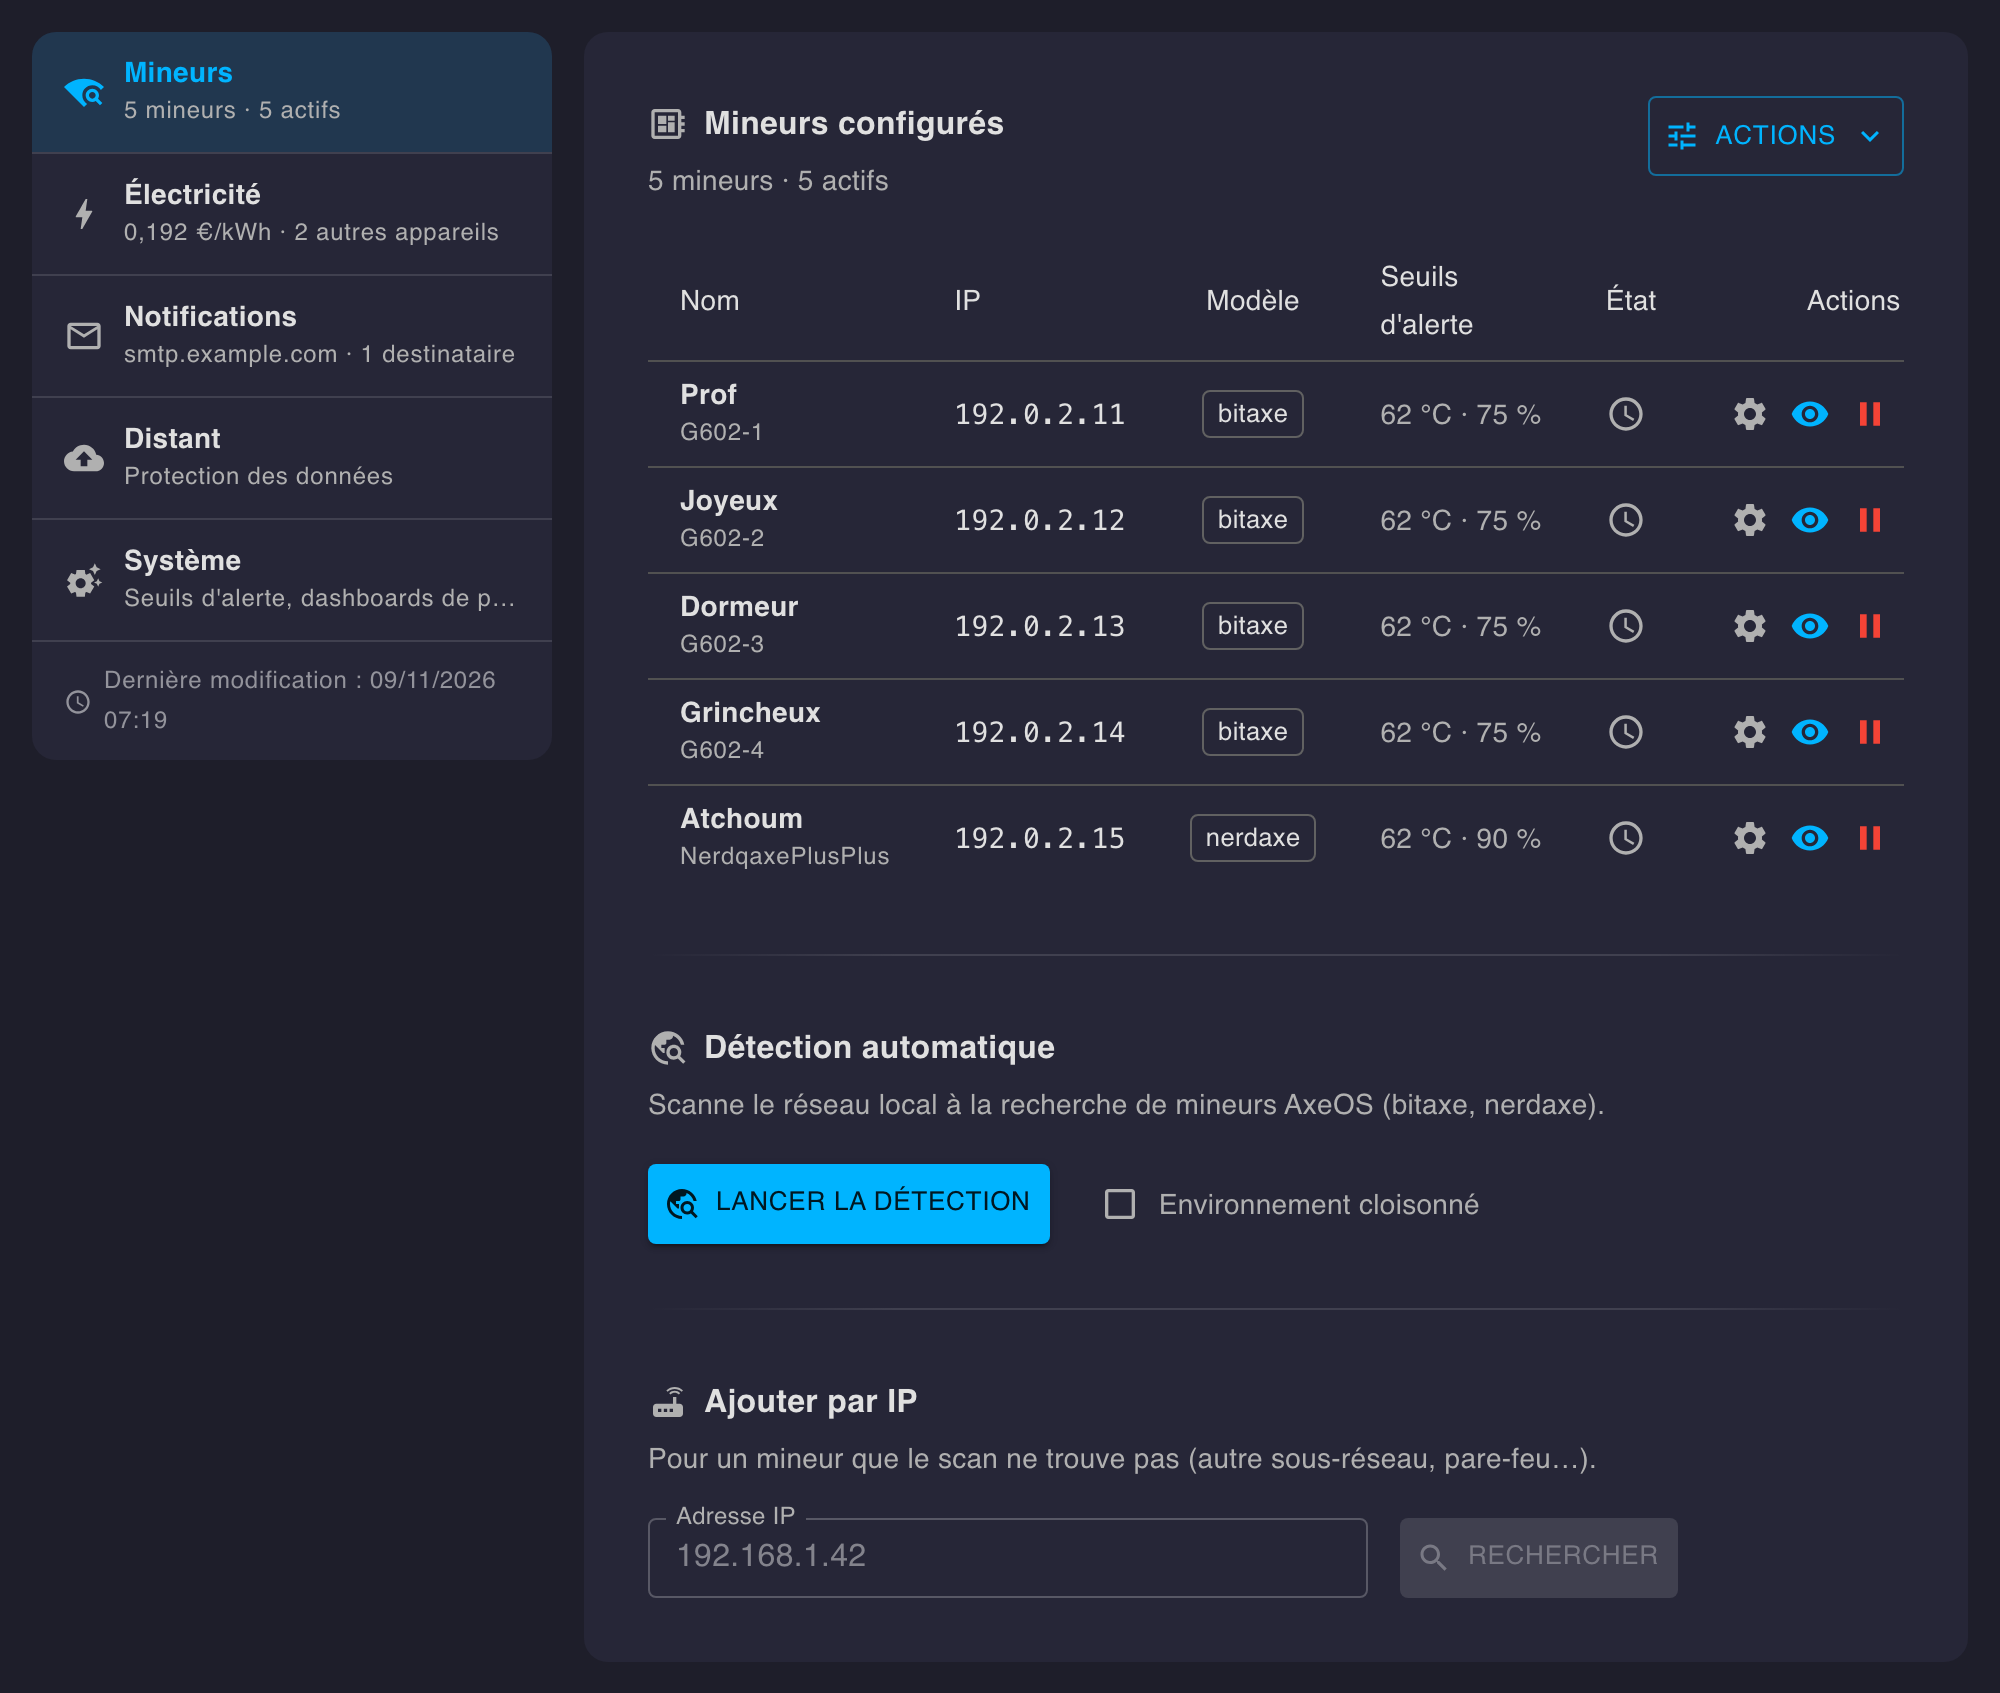 Mineurs
5 mineurs · 5 actifs
Électricité
0,192 €/kWh · 2 autres appareils
Notifications
smtp.example.com · 1 destinataire
Distant
Protection des données
Système
Seuils d'alerte, dashboards de p…
Dernière modification : 09/11/2026
07:19
Mineurs configurés
ACTIONS
5 mineurs · 5 actifs
Nom IP Modèle Seuils d'alerte État Actions
Prof 192.0.2.11 bitaxe 62 °C · 75 %
G602-1
Joyeux 192.0.2.12 bitaxe 62 °C · 75 %
G602-2
Dormeur 192.0.2.13 bitaxe 62 °C · 75 %
G602-3
Grincheux 192.0.2.14 bitaxe 62 °C · 75 %
G602-4
Atchoum 192.0.2.15 nerdaxe 62 °C · 90 %
NerdqaxePlusPlus
Détection automatique
Scanne le réseau local à la recherche de mineurs AxeOS (bitaxe, nerdaxe).
LANCER LA DÉTECTION Environnement cloisonné
Ajouter par IP
Pour un mineur que le scan ne trouve pas (autre sous-réseau, pare-feu…).
Adresse IP
192.168.1.42 RECHERCHER